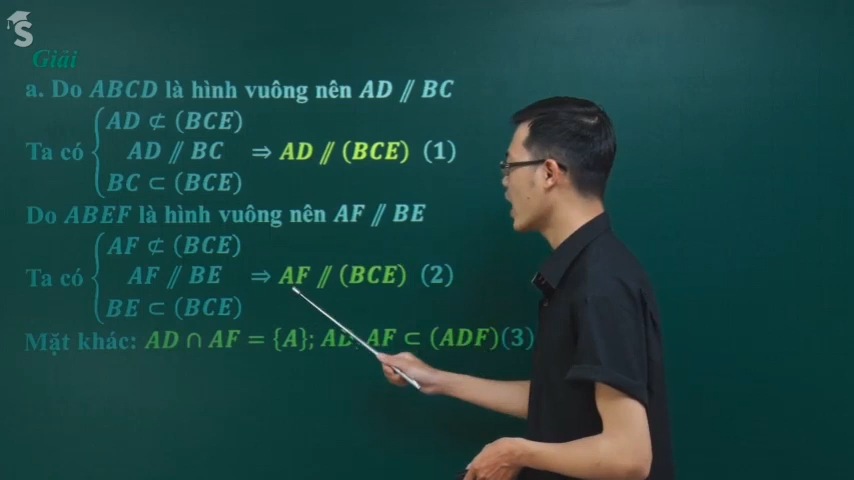 S
Giải
a. Do ABCD là hình vuông nên AD ∥ BC
AD ⊄ (BCE)
Ta có { AD ∥ BC ⇒ AD ∥ (BCE) (1)
BC ⊂ (BCE)
Do ABEF là hình vuông nên AF ∥ BE
AF ⊄ (BCE)
Ta có { AF ∥ BE ⇒ AF ∥ (BCE) (2)
BE ⊂ (BCE)
Mặt khác: AD ∩ AF = {A}; AD, AF ⊂ (ADF)(3)